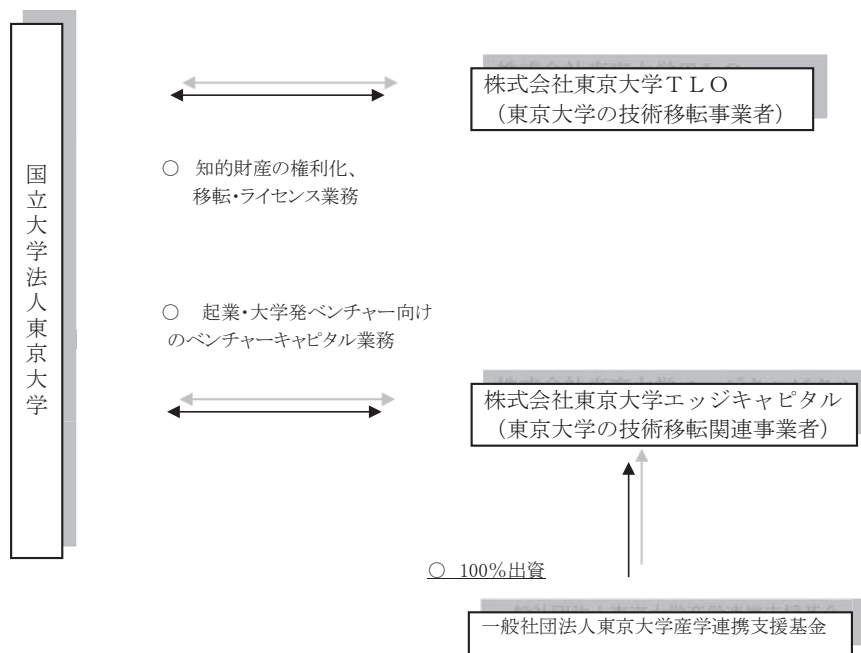 国立大学法人東京大学
株式会社東京大学TLO
（東京大学の技術移転事業者）
○ 知的財産の権利化、
移転・ライセンス業務
○ 起業・大学発ベンチャー向け
のベンチャーキャピタル業務
株式会社東京大学エッジキャピタル
（東京大学の技術移転関連事業者）
○ 100％出資
一般社団法人東京大学産学連携支援基金